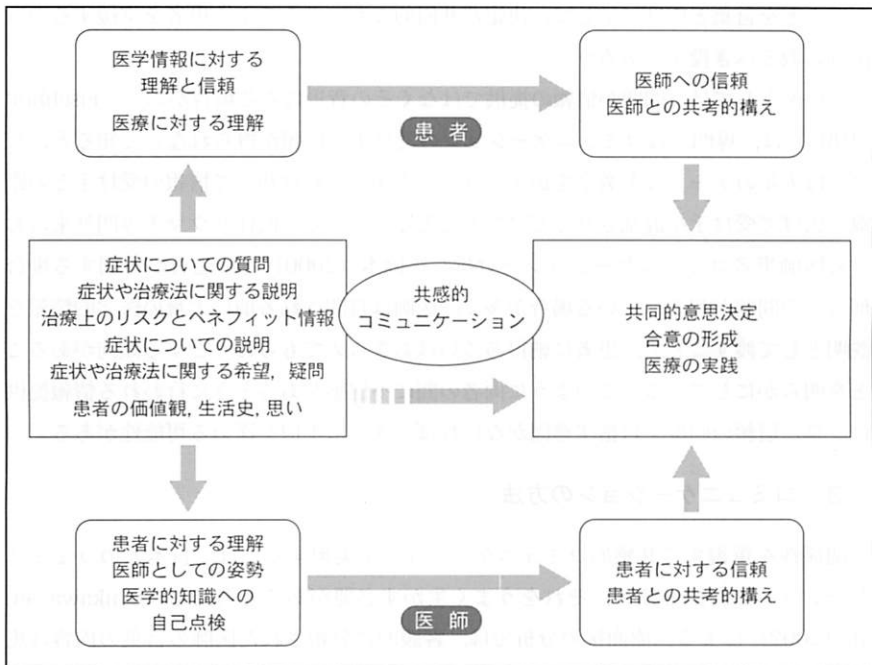 医学情報に対する
理解と信頼
医療に対する理解
患者
医師への信頼
医師との共考的構え
症状についての質問
症状や治療法に関する説明
治療上のリスクとベネフィット情報
症状についての説明
症状や治療法に関する希望，疑問
患者の価値観，生活史，思い
共感的
コミュニケーション
共同的意思決定
合意の形成
医療の実践
患者に対する理解
医師としての姿勢
医学的知識への
自己点検
医師
患者に対する信頼
患者との共考的構え